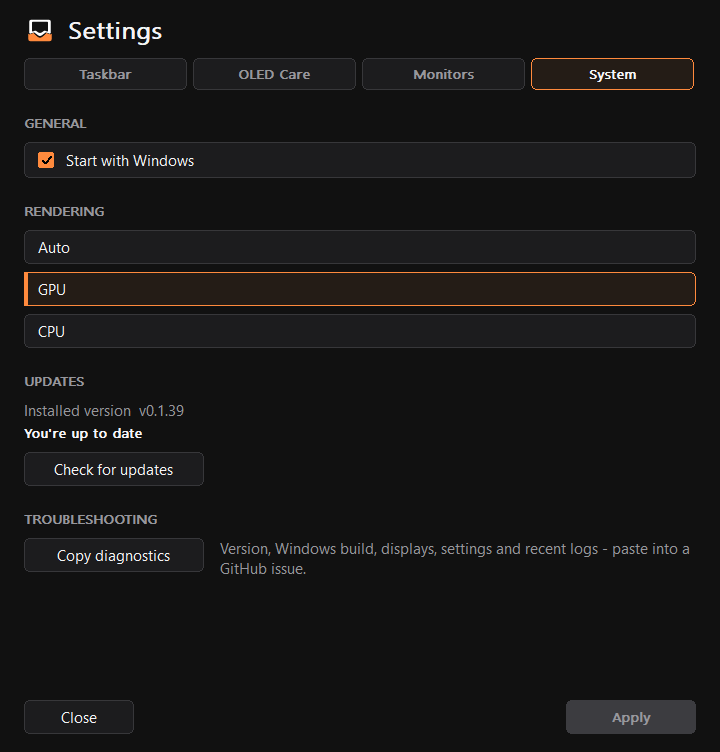 Settings
Taskbar
OLED Care
Monitors
System
GENERAL
Start with Windows
RENDERING
Auto
GPU
CPU
UPDATES
Installed version v0.1.39
You're up to date
Check for updates
TROUBLESHOOTING
Copy diagnostics
Version, Windows build, displays, settings and recent logs - paste into a
GitHub issue.
Close
Apply